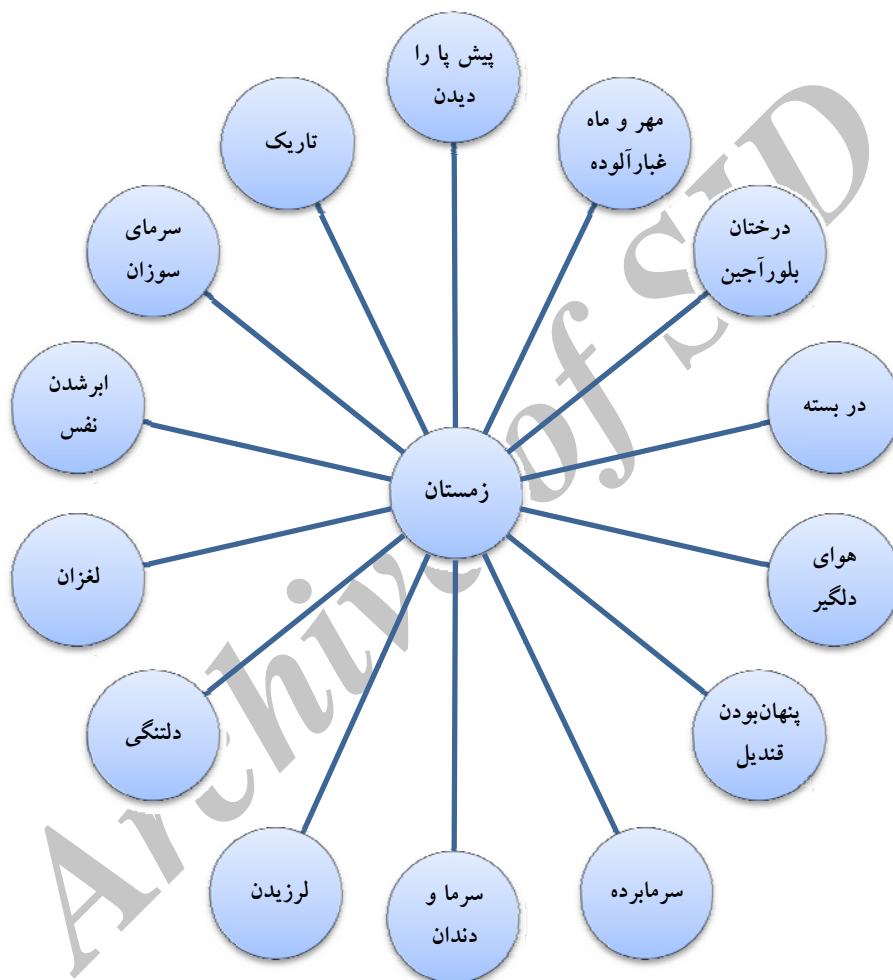 پیش پا را
دیدن
مهر و ماه
غبارآلوده
درختان
بلورآجین
در بسته
هوای
دلگیر
پنهان‌بودن
قندیل
سرمابرده
سرما و
دندان
لرزیدن
دلتنگی
لغزان
ابرشدن
نفس
سرمای
سوزان
تاریک
زمستان
Archive of SID